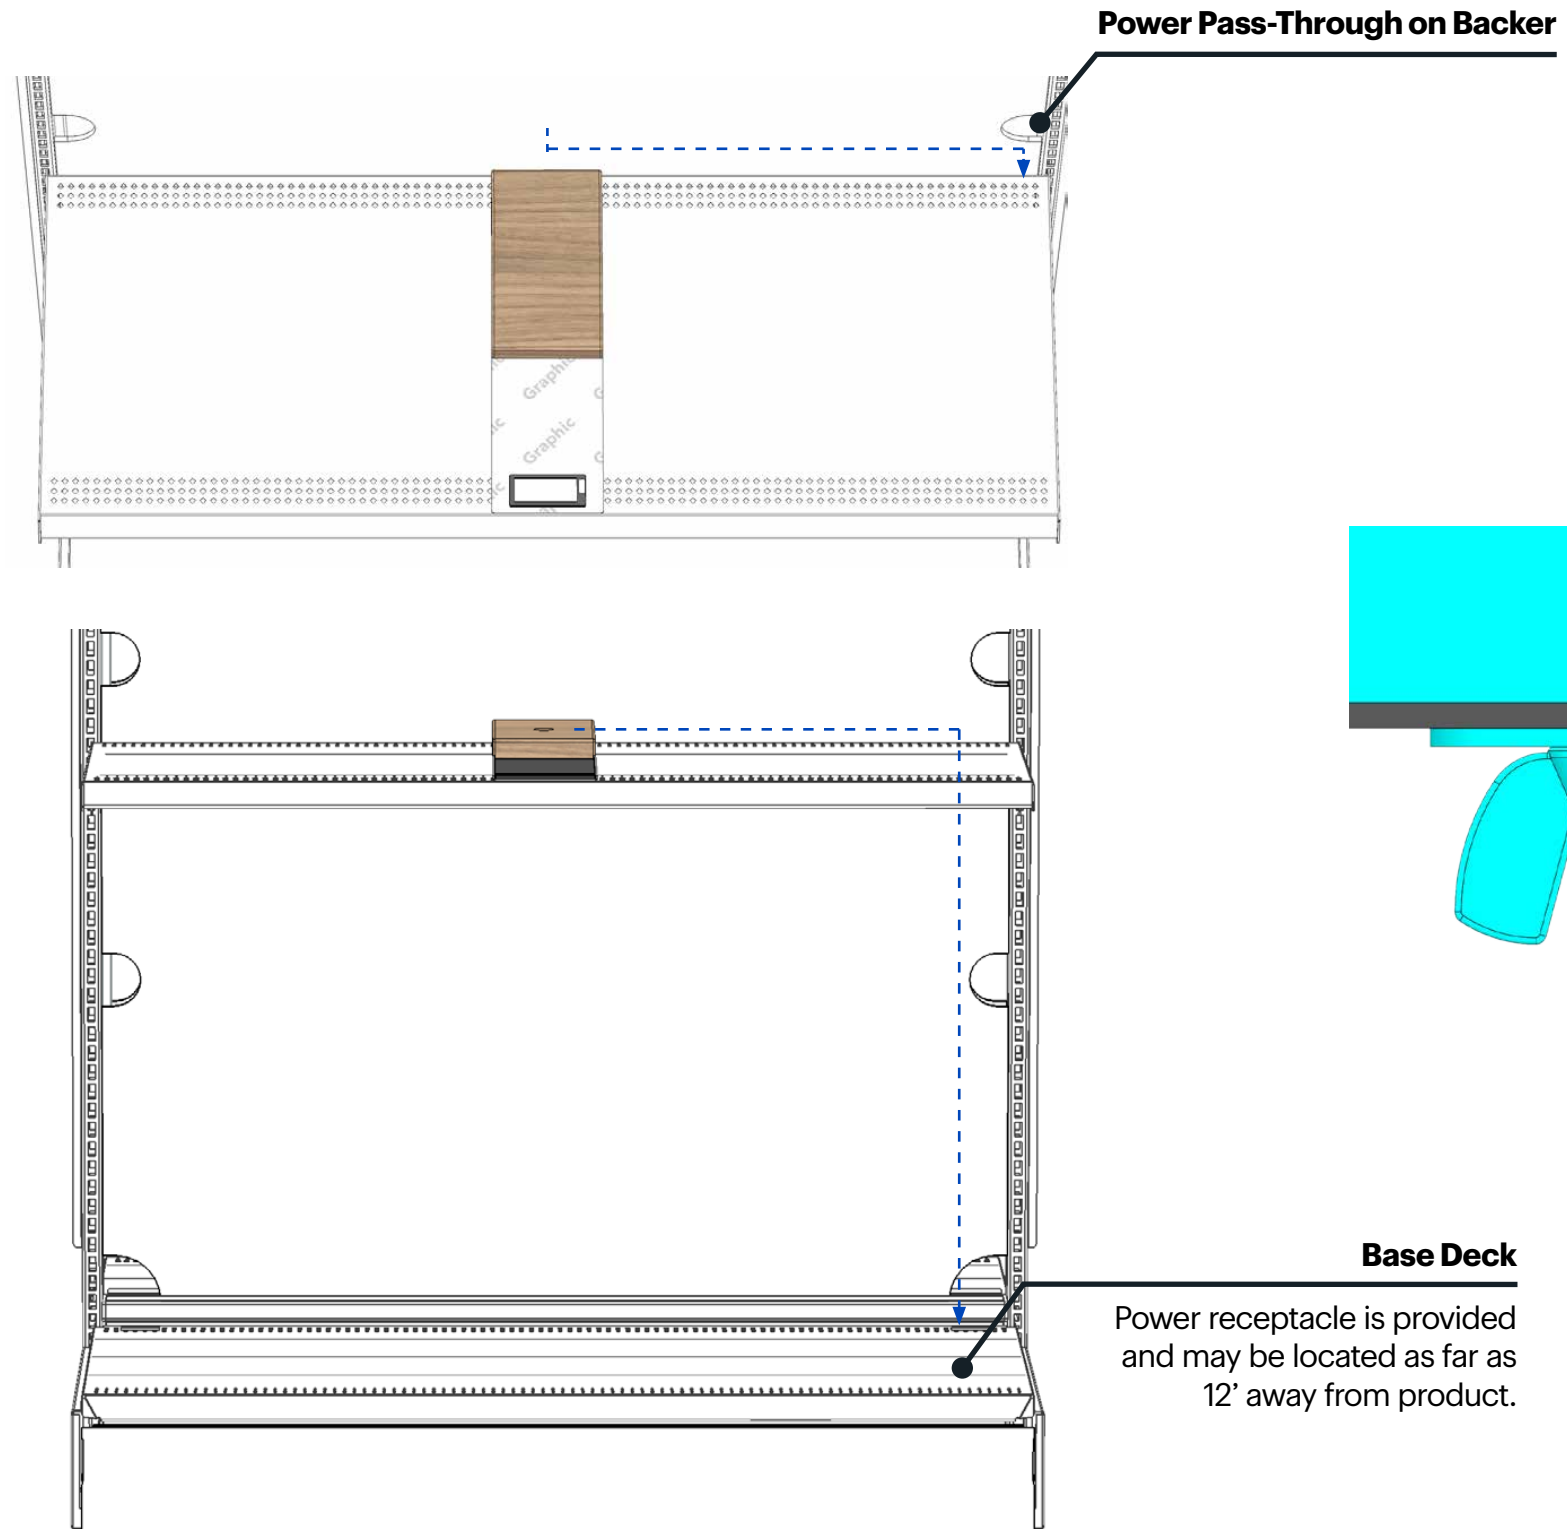 Power Pass-Through on Backer
Graphic
Graphic
Base Deck
Power receptacle is provided
and may be located as far as
12’ away from product.